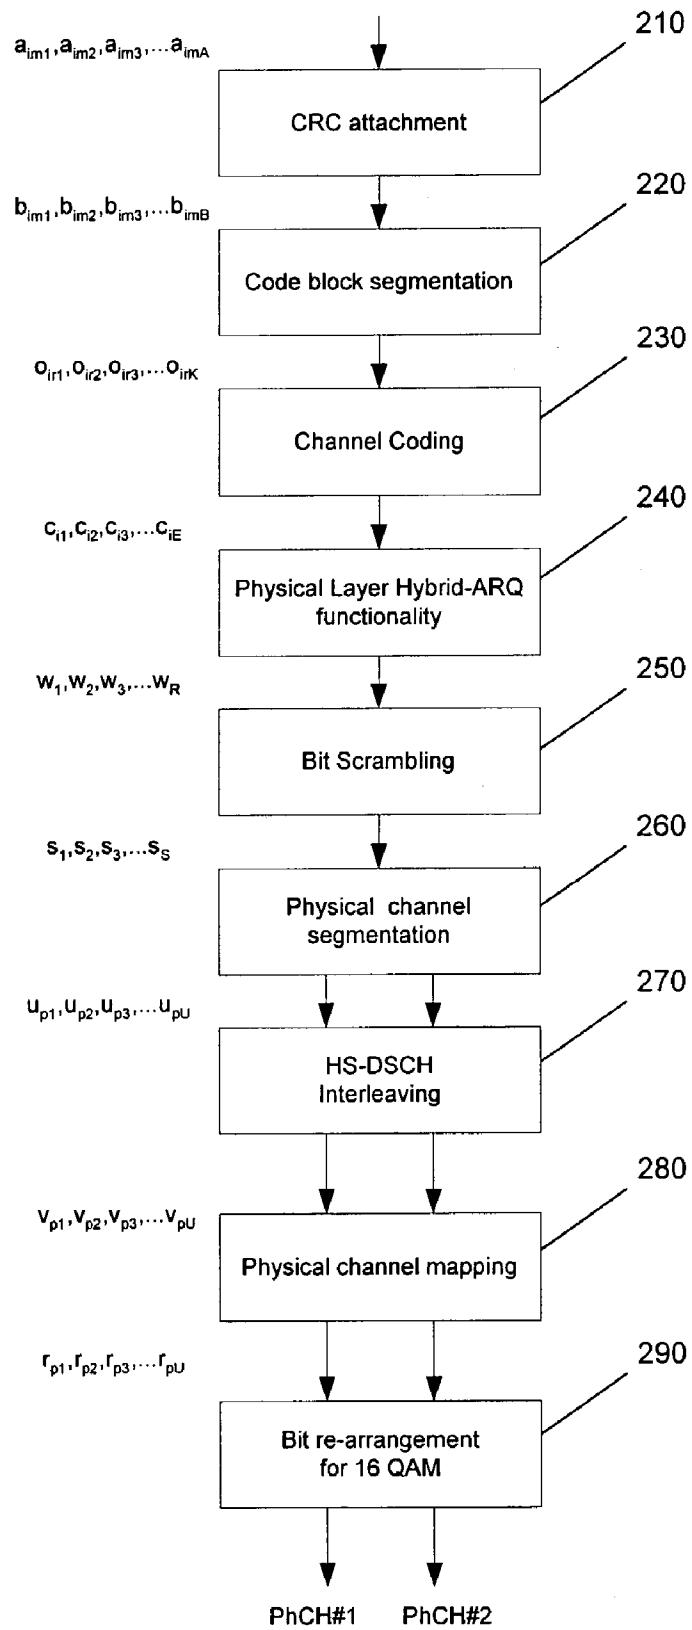 210
a_im1, a_im2, a_im3, ...a_imA
CRC attachment
220
b_im1, b_im2, b_im3, ...b_imB
Code block segmentation
230
o_ir1, o_ir2, o_ir3, ...o_irK
Channel Coding
240
c_i1, c_i2, c_i3, ...c_iE
Physical Layer Hybrid-ARQ
functionality
250
w_1, w_2, w_3, ...w_R
Bit Scrambling
260
s_1, s_2, s_3, ...s_S
Physical channel
segmentation
270
u_p1, u_p2, u_p3, ...u_pU
HS-DSCH
Interleaving
280
v_p1, v_p2, v_p3, ...v_pU
Physical channel mapping
290
r_p1, r_p2, r_p3, ...r_pU
Bit re-arrangement
for 16 QAM
PhCH#1 PhCH#2